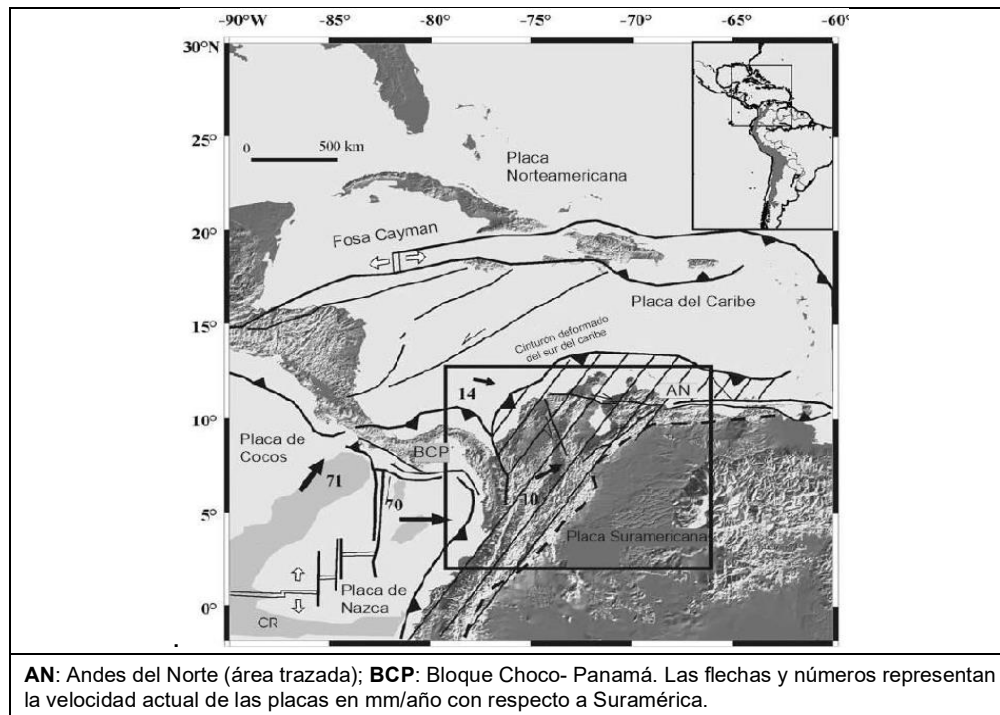 -90°W -85° -80° -75° -70° -65° -60°
30°N
25°
0 500 km
Placa
Norteamericana
20°
Fosa Cayman
Placa del Caribe
15°
Cinturon deformado
del sur del caribe
14
AN
10°
Placa de
Cocos
BCP
71
70
10
5°
Placa Suramericana
Placa de
Nazca
0°
CR
AN: Andes del Norte (área trazada); BCP: Bloque Choco- Panamá. Las flechas y números representan
la velocidad actual de las placas en mm/año con respecto a Suramérica.